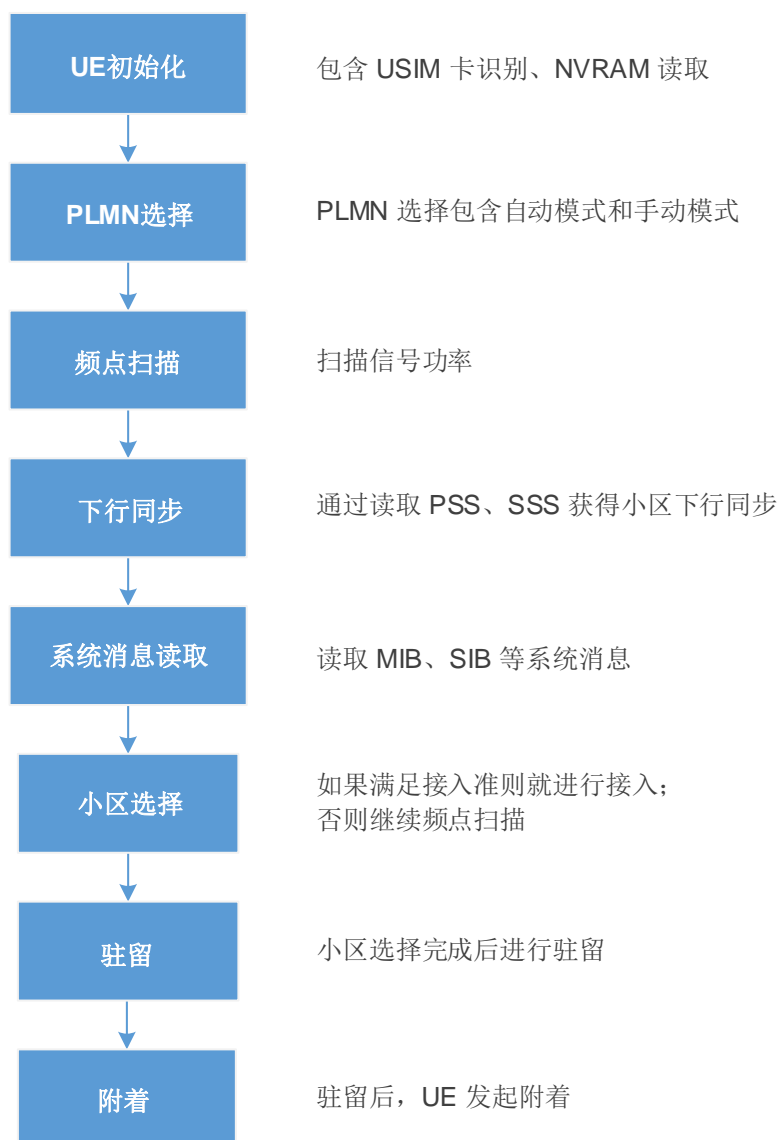 UE初始化
包含 USIM 卡识别、NVRAM 读取
PLMN选择
PLMN 选择包含自动模式和手动模式
频点扫描
扫描信号功率
下行同步
通过读取 PSS、SSS 获得小区下行同步
系统消息读取
读取 MIB、SIB 等系统消息
小区选择
如果满足接入准则就进行接入；
否则继续频点扫描
驻留
小区选择完成后进行驻留
附着
驻留后，UE 发起附着